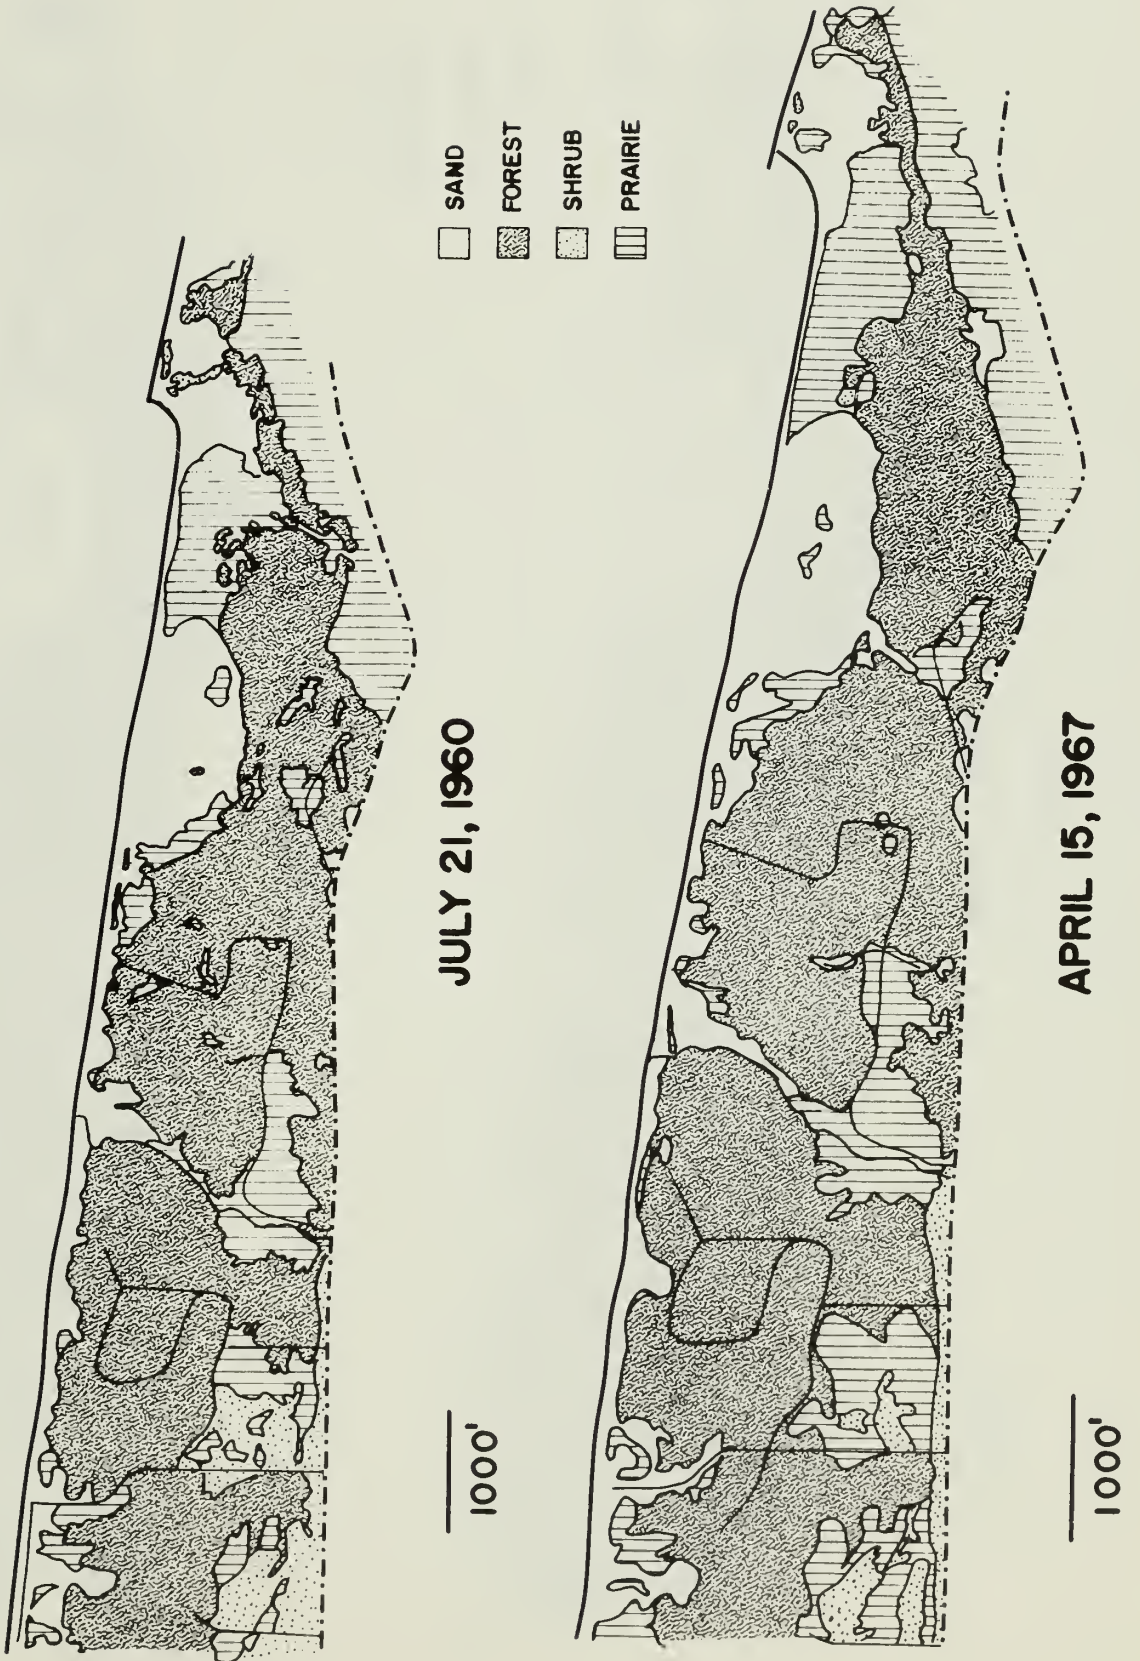 SAND
FOREST
SHRUB
PRAIRIE
JULY 21, 1960
1000'
APRIL 15, 1967
1000'